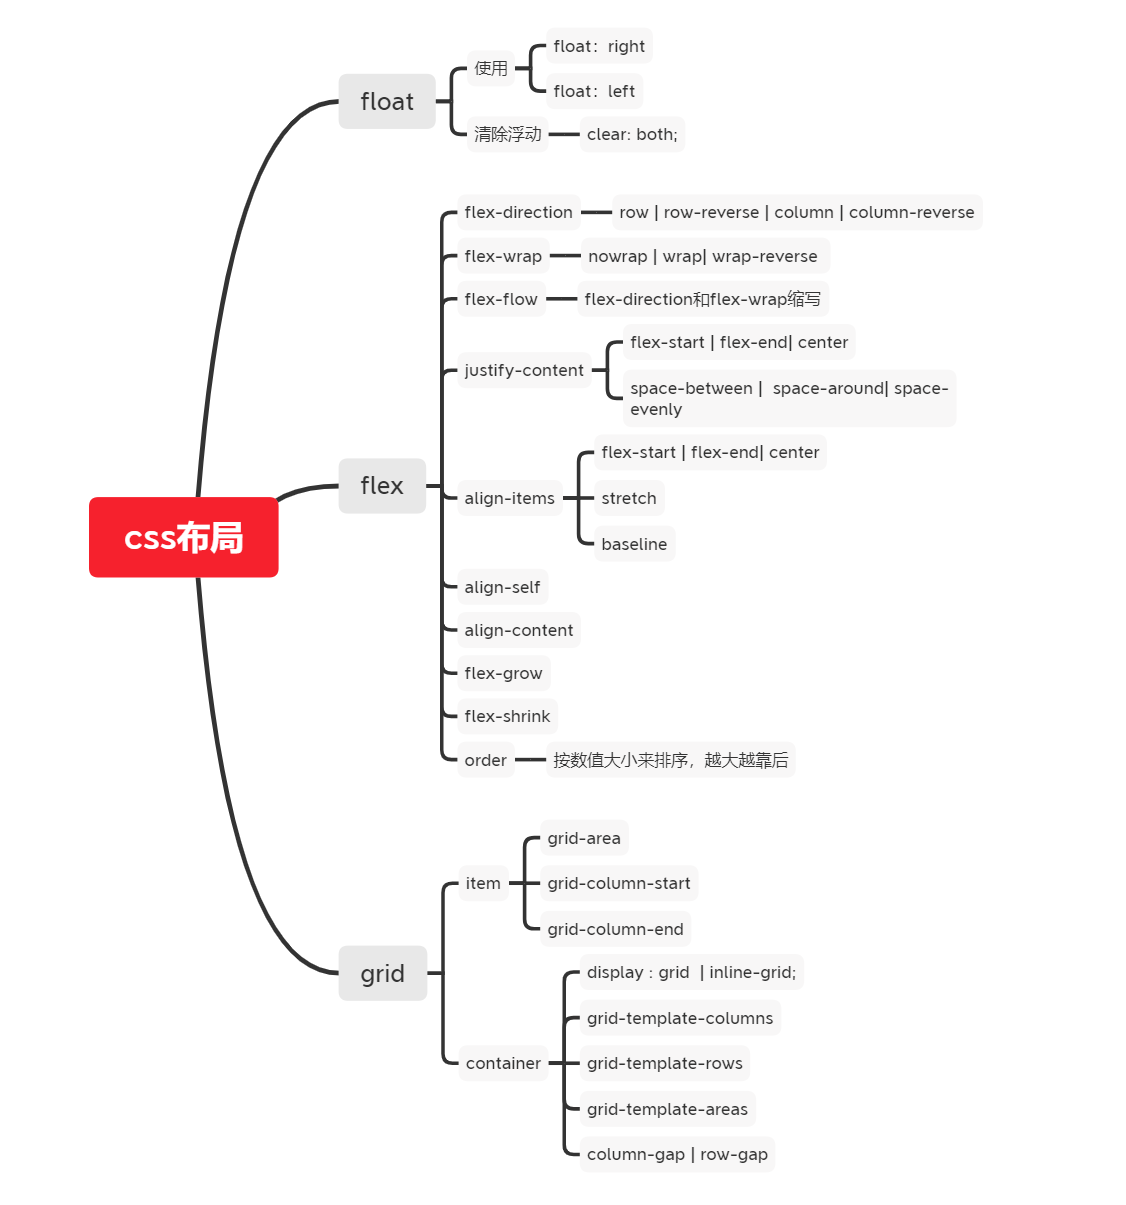 css布局
float
使用
float：right
float：left
清除浮动
clear: both;
flex
flex-direction
row | row-reverse | column | column-reverse
flex-wrap
nowrap | wrap| wrap-reverse
flex-flow
flex-direction和flex-wrap缩写
justify-content
flex-start | flex-end| center
space-between |  space-around| space-
evenly
align-items
flex-start | flex-end| center
stretch
baseline
align-self
align-content
flex-grow
flex-shrink
order
按数值大小来排序，越大越靠后
grid
item
grid-area
grid-column-start
grid-column-end
container
display : grid  | inline-grid;
grid-template-columns
grid-template-rows
grid-template-areas
column-gap | row-gap